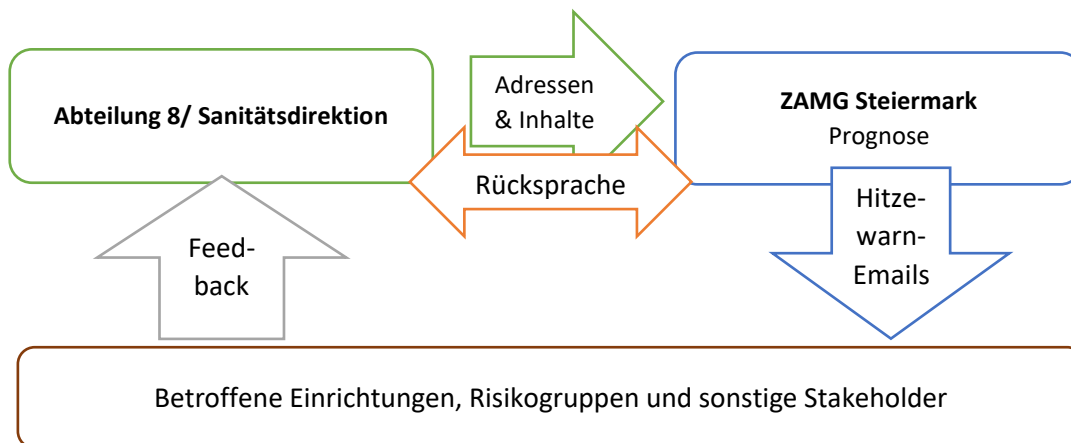 Abteilung 8/ Sanitätsdirektion
Adressen
& Inhalte
ZAMG Steiermark
Prognose
Rücksprache
Feed-
back
Hitze-
warn-
Emails
Betroffene Einrichtungen, Risikogruppen und sonstige Stakeholder